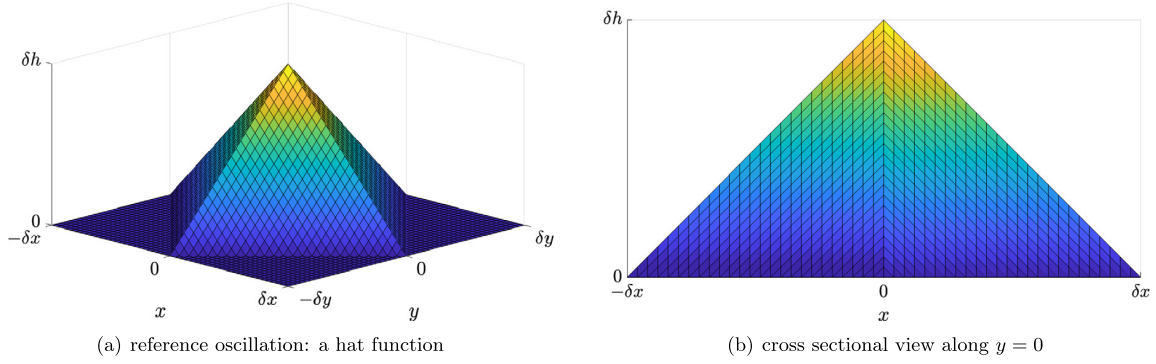 δh
0
−δx
0
δx
x
−δy
0
δy
y
(a) reference oscillation: a hat function
δh
0
−δx
0
δx
x
(b) cross sectional view along y = 0